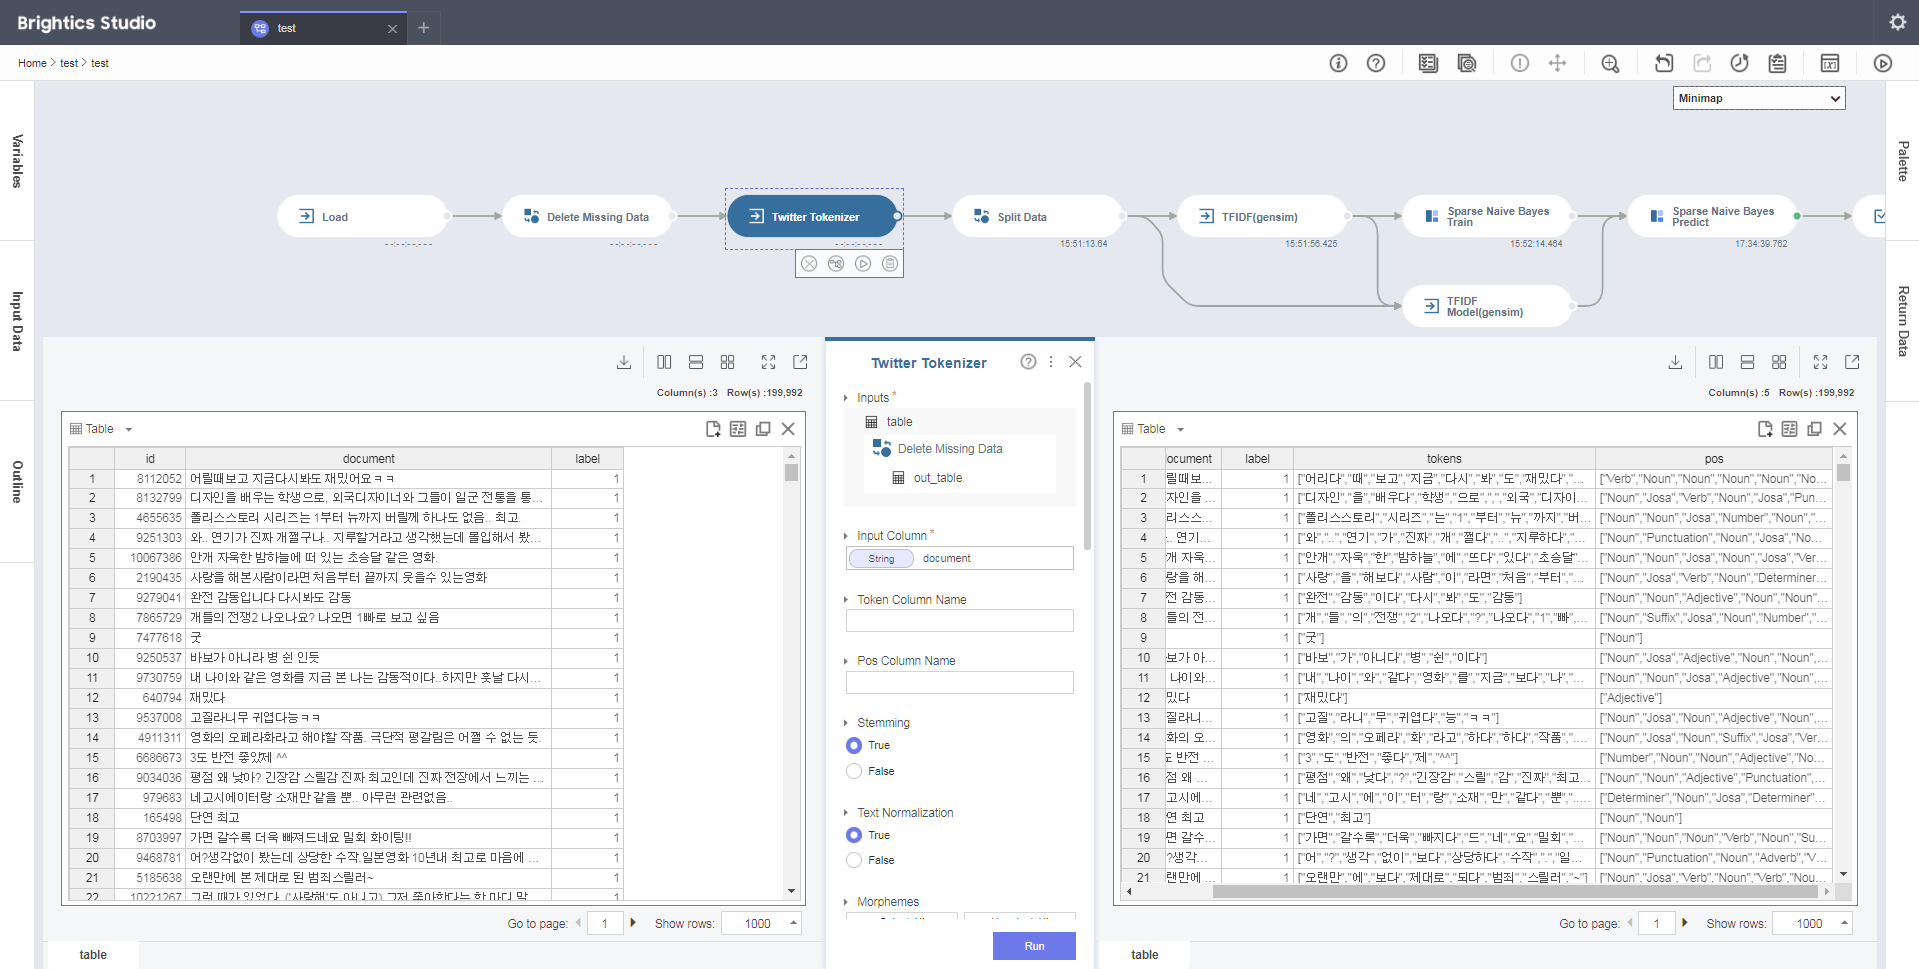 Brightics Studio
test
Home > test > test
Minimap
Variables
Input Data
Outline
Palette
Return Data
Load
Delete Missing Data
Twitter Tokenizer
Split Data
TFIDF(gensim)
Sparse Naive Bayes
Train
Sparse Naive Bayes
Predict
15:51:13.64
15:51:56.425
15:52:14.464
17:34:39.762
TFIDF
Model(gensim)
Column(s) :3 Row(s) :199,992
Table
id document label
1 8112052 어릴때보고 지금다시봐도 재밌어요ㅋㅋ 1
2 8132799 디자인을 배우는 학생으로, 외국디자이너와 그들이 일군 전통을 통... 1
3 4655635 폴리스스토리 시리즈는 1부터 뉴까지 버릴께 하나도 없음.. 최고. 1
4 9251303 와.. 연기가 진짜 개쩔구나.. 지루할거라고 생각했는데 몰입해서 봤... 1
5 10067386 안개 자욱한 밤하늘에 떠 있는 초승달 같은 영화. 1
6 2190435 사랑을 해본사람이라면 처음부터 끝까지 웃을수 있는영화 1
7 9279041 완전 감동입니다 다시봐도 감동 1
8 7865729 개들의 전쟁2 나오나요? 나오면 1빠로 보고 싶음 1
9 7477618 굿 1
10 9250537 바보가 아니라 병 쉰 인듯 1
11 9730759 내 나이와 같은 영화를 지금 본 나는 감동적이다..하지만 훗날 다시... 1
12 640794 재밌다 1
13 9537008 고질라니무 귀엽다능ㅋㅋ 1
14 4911311 영화의 오페라화라고 해야할 작품. 극단적 평갈림은 어쩔 수 없는 듯. 1
15 6686673 3도 반전 좋았제 ^^ 1
16 9034036 평점 왜 낮아? 긴장감 스릴감 진짜 최고인데 진짜 전장에서 느끼는 ... 1
17 979683 네고시에이터랑 소재만 같을 뿐.. 아무런 관련없음.. 1
18 165498 단연 최고 1
19 8703997 가면 갈수록 더욱 빠져드네요 밀회 화이팅!! 1
20 9468781 어?생각없이 봤는데 상당한 수작.일본영화 10년내 최고로 마음에 ... 1
21 5185638 오랜만에 본 제대로 된 범죄스릴러~ 1
22 10221267 그런 때가 있었다. ('사랑해'도 아니고) 그저 좋아한다는 한 마디 말
Go to page: 1 Show rows: 1000
table
Twitter Tokenizer
Inputs *
table
Delete Missing Data
out_table
Input Column *
String document
Token Column Name
Pos Column Name
Stemming
True
False
Text Normalization
True
False
Morphemes
Run
Column(s) :5 Row(s) :199,992
Table
ocument label tokens pos
1 릴때보... 1 ["어리다","때","보고","지금","다시","봐","도","재밌다","... ["Verb","Noun","Noun","Noun","Noun","No...
2 자인을 ... 1 ["디자인","을","배우다","학생","으로",",","외국","디자이... ["Noun","Josa","Verb","Noun","Josa","Pun...
3 리스스... 1 ["폴리스스토리","시리즈","는","1","부터","뉴","까지","버... ["Noun","Noun","Josa","Number","Noun","...
4 .. 연기... 1 ["와","..","연기","가","진짜","개","쩔다","..","지루하다",... ["Noun","Punctuation","Noun","Josa","No...
5 개 자욱... 1 ["안개","자욱","한","밤하늘","에","뜨다","있다","초승달"... ["Noun","Noun","Josa","Noun","Josa","Ver...
6 랑을 해... 1 ["사랑","을","해보다","사람","이","라면","처음","부터",... ["Noun","Josa","Verb","Noun","Determiner...
7 전 감동... 1 ["완전","감동","이다","다시","봐","도","감동"] ["Noun","Noun","Adjective","Noun","Noun"...
8 들의 전... 1 ["개","들","의","전쟁","2","나오다","?","나오다","1","빠",... ["Noun","Suffix","Josa","Noun","Number",...
9 1 ["굿"] ["Noun"]
10 보가 아... 1 ["바보","가","아니다","병","쉰","이다"] ["Noun","Josa","Adjective","Noun","Noun",...
11 나이와... 1 ["내","나이","와","같다","영화","를","지금","보다","나",... ["Noun","Noun","Josa","Adjective","Noun",...
12 밌다 1 ["재밌다"] ["Adjective"]
13 질라니... 1 ["고질","라니","무","귀엽다","능","ㅋㅋ"] ["Noun","Josa","Noun","Adjective","Noun",...
14 화의 오... 1 ["영화","의","오페라","화","라고","하다","하다","작품",... ["Noun","Josa","Noun","Suffix","Josa","Ver...
15 도 반전 ... 1 ["3","도","반전","좋다","제","^^"] ["Number","Noun","Noun","Adjective","No...
16 점 왜 ... 1 ["평점","왜","낮다","?","긴장감","스릴","감","진짜","최고... ["Noun","Noun","Adjective","Punctuation",...
17 고시에... 1 ["네","고시","에","이","터","랑","소재","만","같다","뿐",.... ["Determiner","Noun","Josa","Determiner"...
18 연 최고 1 ["단연","최고"] ["Noun","Noun"]
19 면 갈수... 1 ["가면","갈수록","더욱","빠지다","드","네","요","밀회",... ["Noun","Noun","Noun","Verb","Noun","Su...
20 ?생각... 1 ["어","?","생각","없이","보다","상당하다","수작",".","일... ["Noun","Punctuation","Noun","Adverb","V...
21 랜만에 ... 1 ["오랜만","에","보다","제대로","되다","범죄","스릴러","~"] ["Noun","Josa","Verb","Noun","Verb","Nou...
Go to page: 1 Show rows: 1000
table